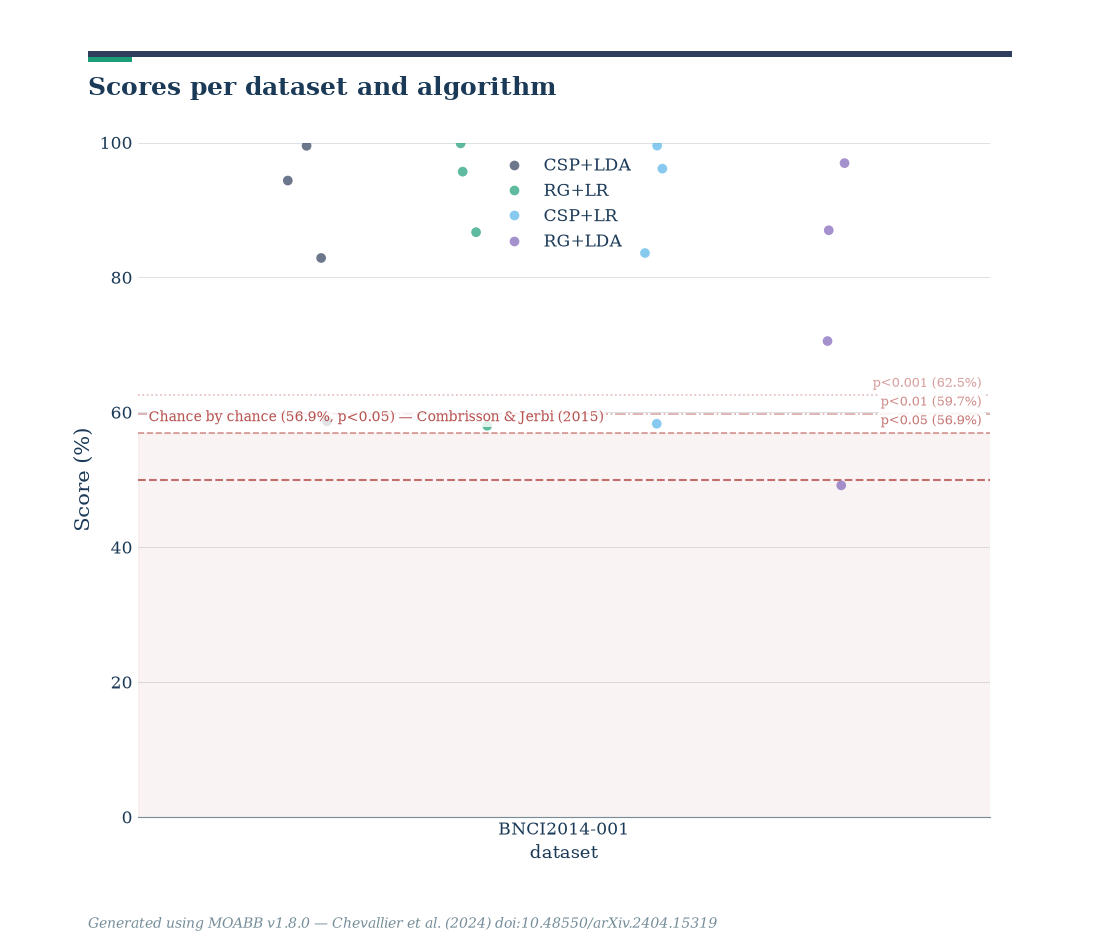 Scores per dataset and algorithm
100
CSP+LDA
RG+LR
CSP+LR
RG+LDA
80
p<0.001 (62.5%)
p<0.01 (59.7%)
60
Chance by chance (56.9%, p<0.05) — Combrisson & Jerbi (2015)
p<0.05 (56.9%)
Score (%)
40
20
0
BNCI2014-001
dataset
Generated using MOABB v1.8.0 — Chevallier et al. (2024) doi:10.48550/arXiv.2404.15319